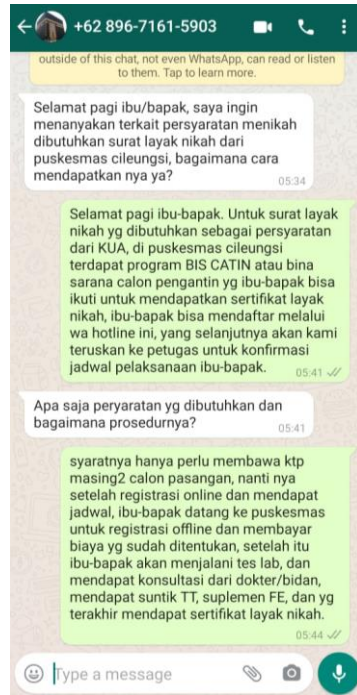 +62 896-7161-5903
outside of this chat, not even WhatsApp, can read or listen
to them. Tap to learn more.
Selamat pagi ibu/bapak, saya ingin
menanyakan terkait persyaratan menikah
dibutuhkan surat layak nikah dari
puskesmas cileungsi, bagaimana cara
mendapatkan nya ya?
05:34
Selamat pagi ibu-bapak. Untuk surat layak
nikah yg dibutuhkan sebagai persyaratan
dari KUA, di puskesmas cileungsi
terdapat program BIS CATIN atau bina
sarana calon pengantin yg ibu-bapak bisa
ikuti untuk mendapatkan sertifikat layak
nikah, ibu-bapak bisa mendaftar melalui
wa hotline ini, yang selanjutnya akan kami
teruskan ke petugas untuk konfirmasi
jadwal pelaksanaan ibu-bapak.
05:41
Apa saja peryaratan yg dibutuhkan dan
bagaimana prosedurnya?
05:41
syaratnya hanya perlu membawa ktp
masing2 calon pasangan, nanti nya
setelah registrasi online dan mendapat
jadwal, ibu-bapak datang ke puskesmas
untuk registrasi offline dan membayar
biaya yg sudah ditentukan, setelah itu
ibu-bapak akan menjalani tes lab, dan
mendapat konsultasi dari dokter/bidan,
mendapat suntik TT, suplemen FE, dan yg
terakhir mendapat sertifikat layak nikah.
05:44
Type a message